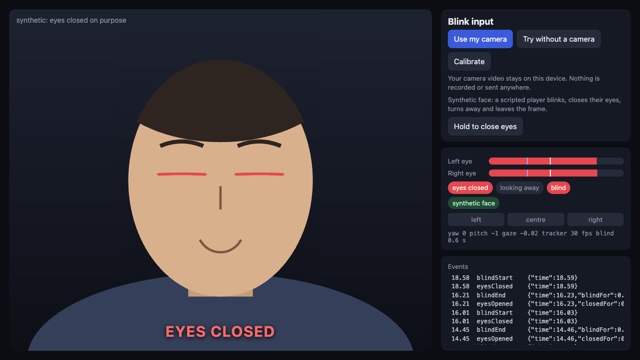 synthetic: eyes closed on purpose
EYES CLOSED
Blink input
Use my camera
Try without a camera
Calibrate
Your camera video stays on this device. Nothing is
recorded or sent anywhere.
Synthetic face: a scripted player blinks, closes their eyes,
turns away and leaves the frame.
Hold to close eyes
Left eye
Right eye
eyes closed
looking away
blind
synthetic face
left
centre
right
yaw 0 pitch −1 gaze −0.02 tracker 30 fps blind
0.6 s
Events
18.58 blindStart {"time":18.59}
18.58 eyesClosed {"time":18.59}
16.21 blindEnd {"time":16.23,"blindFor":0.
16.21 eyesOpened {"time":16.23,"closedFor":0
16.01 blindStart {"time":16.03}
16.01 eyesClosed {"time":16.03}
14.45 blindEnd {"time":14.46,"blindFor":0.
14.45 eyesOpened {"time":14.46,"closedFor":0